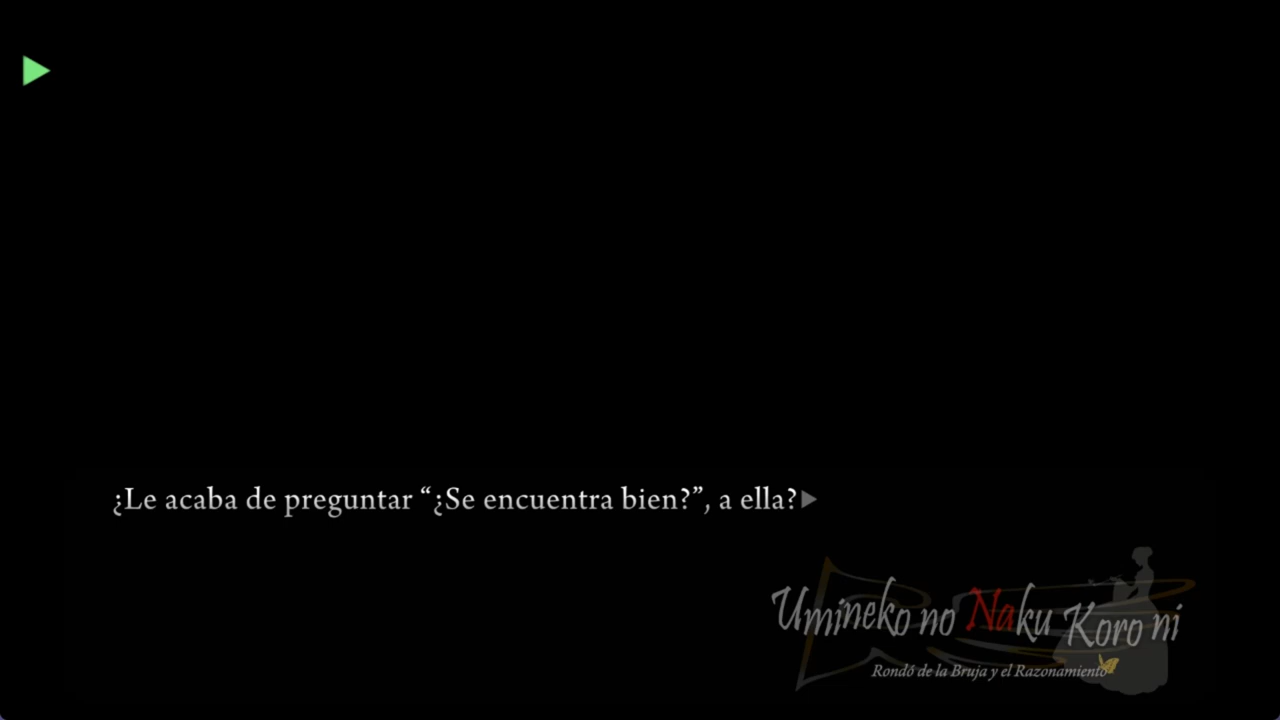 ¿Le acaba de preguntar “¿Se encuentra bien?”, a ella?
Umineko no Naku Koro ni
Rondó de la Bruja y el Razonamiento